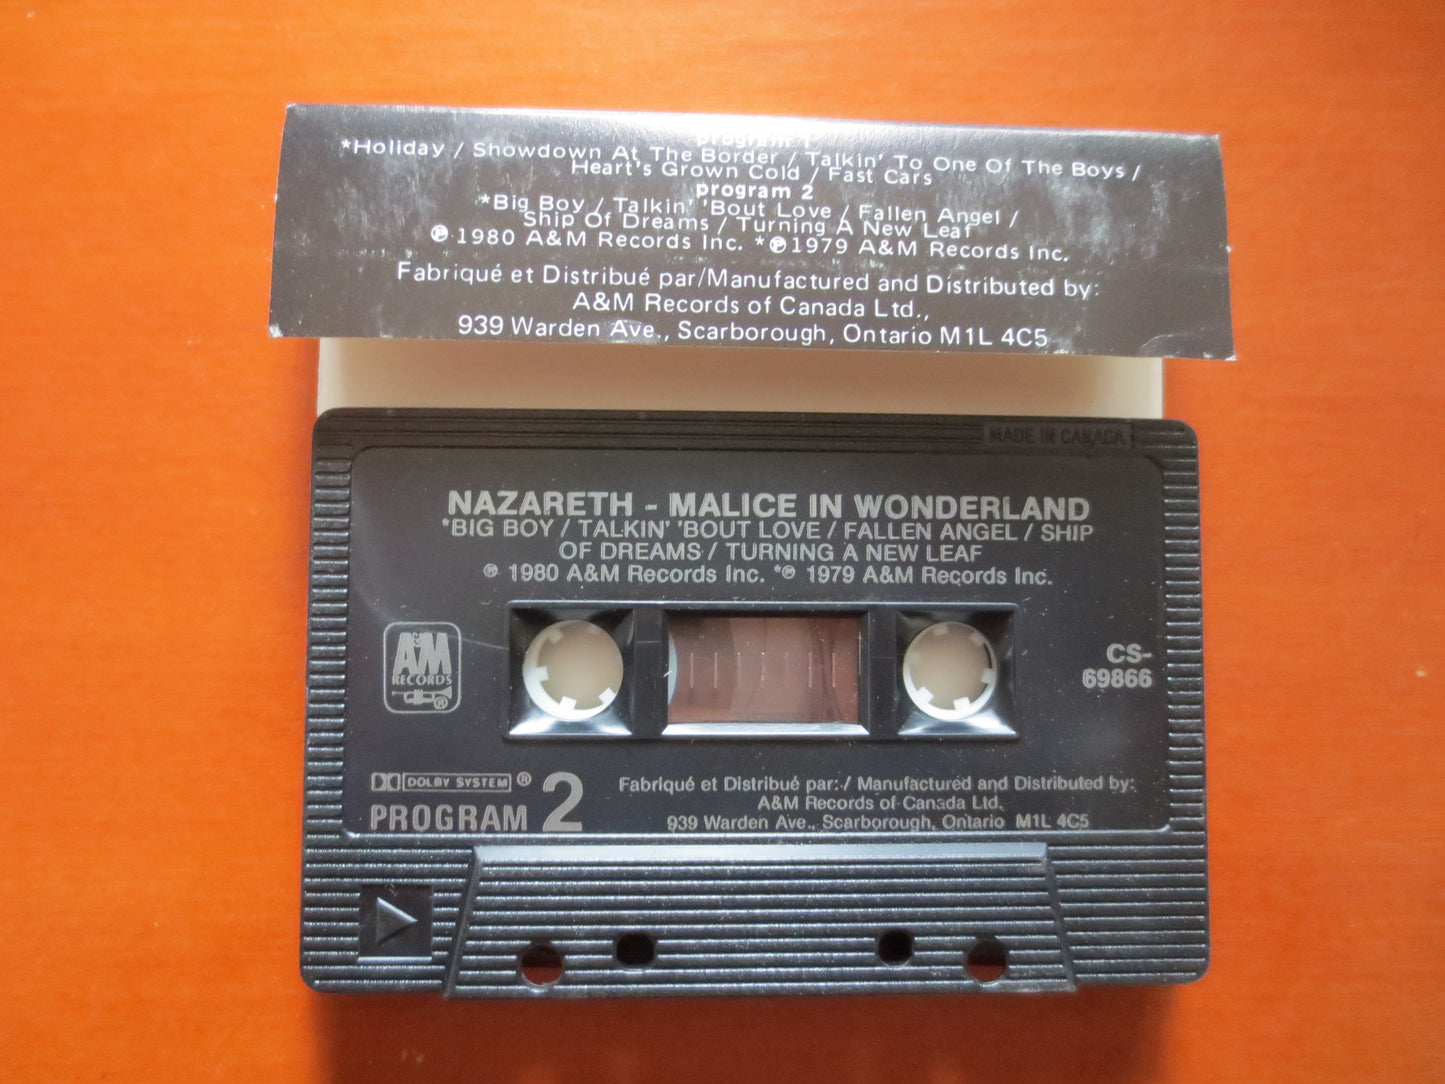 program 1
*Holiday / Showdown At The Border / Talkin' To One Of The Boys /
Heart's Grown Cold / Fast Cars
program 2
*Big Boy / Talkin' 'Bout Love / Fallen Angel /
Ship Of Dreams / Turning A New Leaf
℗ 1980 A&M Records Inc. *℗ 1979 A&M Records Inc.
Fabriqué et Distribué par/Manufactured and Distributed by:
A&M Records of Canada Ltd.,
939 Warden Ave., Scarborough, Ontario M1L 4C5
MADE IN CANADA
NAZARETH - MALICE IN WONDERLAND
*BIG BOY / TALKIN' 'BOUT LOVE / FALLEN ANGEL / SHIP
OF DREAMS / TURNING A NEW LEAF
℗ 1980 A&M Records Inc. *℗ 1979 A&M Records Inc.
A&M
RECORDS
®
CS-
69866
DOLBY SYSTEM ®
PROGRAM 2
Fabriqué et Distribué par: / Manufactured and Distributed by:
A&M Records of Canada Ltd.
939 Warden Ave., Scarborough, Ontario M1L 4C5